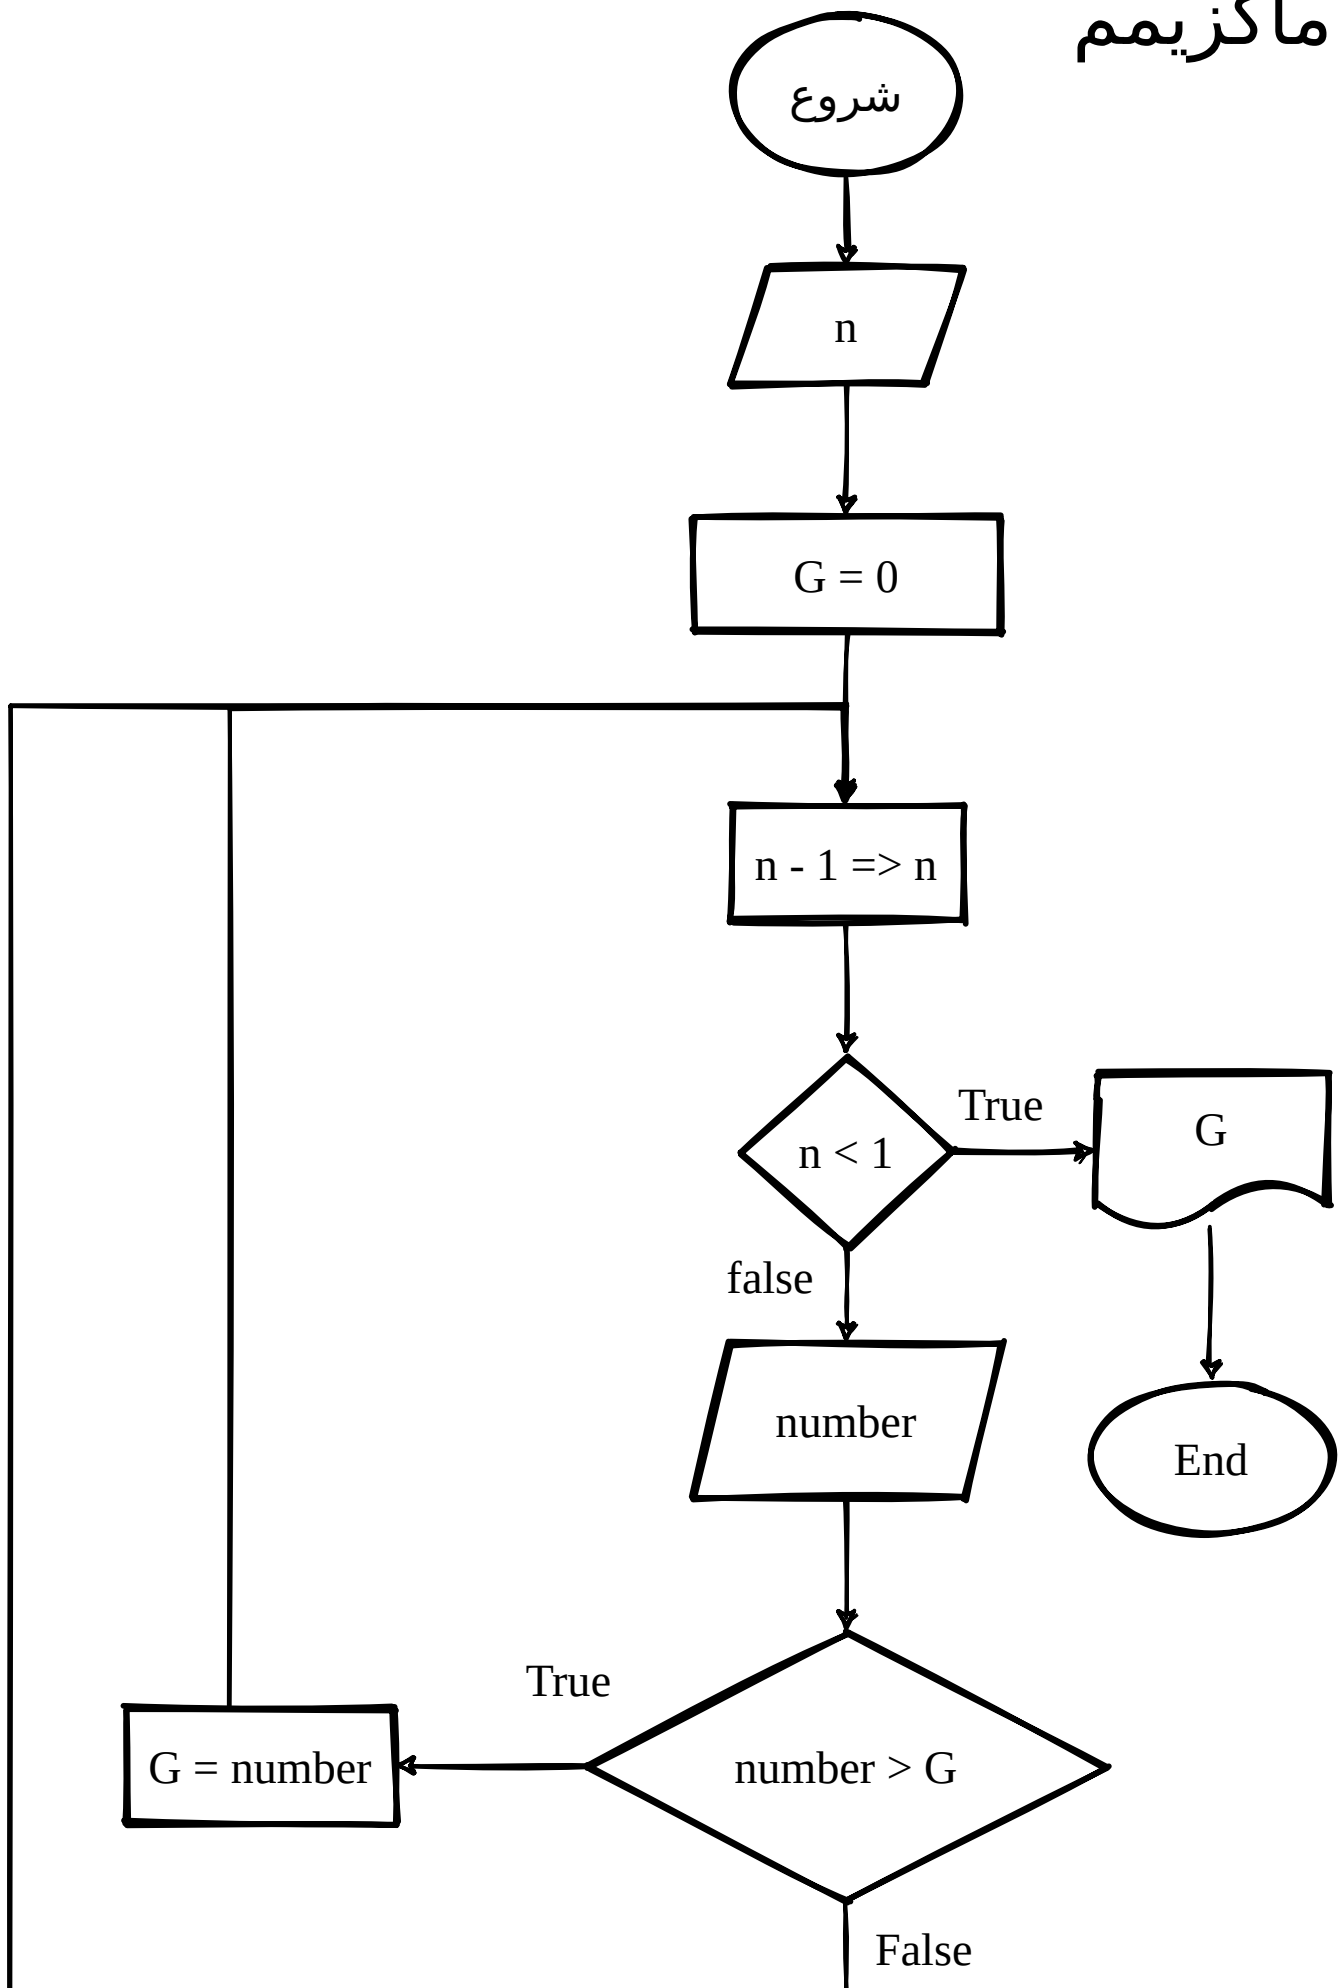 ماکزیمم
شروع
n
G = 0
n - 1 => n
n < 1
True
G
false
number
End
True
number > G
G = number
False